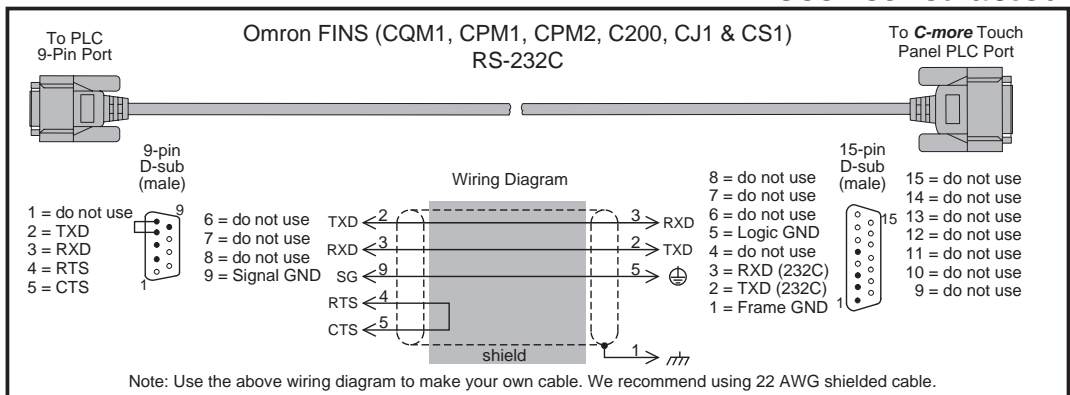 Omron FINS (CQM1, CPM1, CPM2, C200, CJ1 & CS1)
RS-232C
To PLC
9-Pin Port
To C-more Touch
Panel PLC Port
9-pin
D-sub
(male)
1 = do not use
2 = TXD
3 = RXD
4 = RTS
5 = CTS
9
1
6 = do not use
7 = do not use
8 = do not use
9 = Signal GND
Wiring Diagram
TXD 2 3 RXD
RXD 3 2 TXD
SG 9 5
RTS 4
CTS 5
shield
1
8 = do not use
7 = do not use
6 = do not use
5 = Logic GND
4 = do not use
3 = RXD (232C)
2 = TXD (232C)
1 = Frame GND
15-pin
D-sub
(male)
15
1
15 = do not use
14 = do not use
13 = do not use
12 = do not use
11 = do not use
10 = do not use
9 = do not use
Note: Use the above wiring diagram to make your own cable. We recommend using 22 AWG shielded cable.